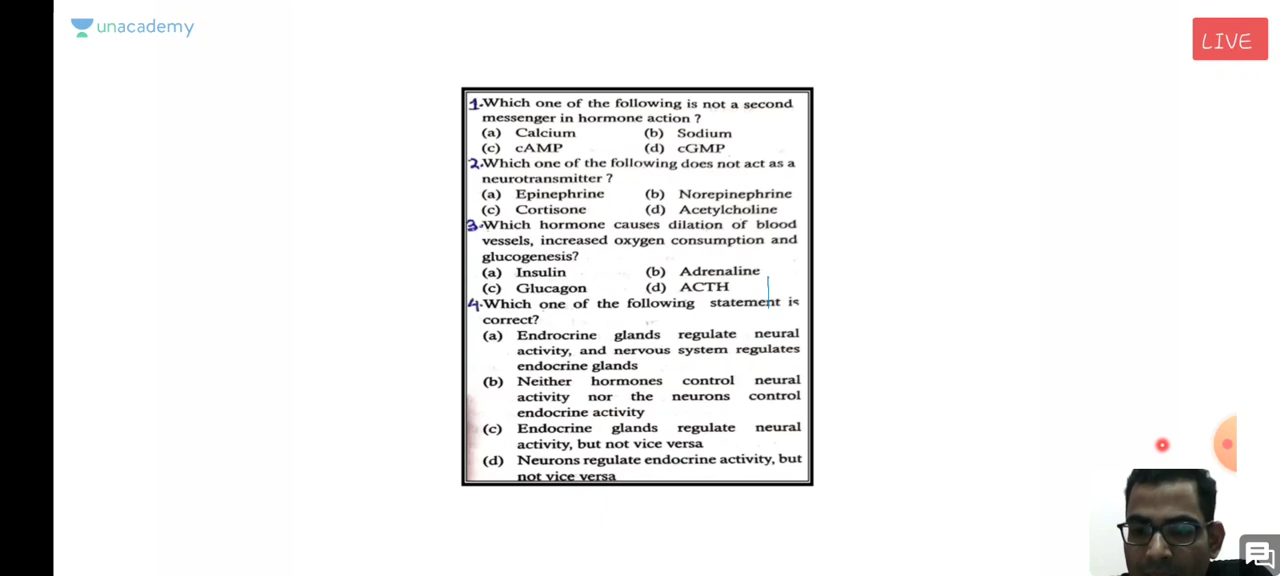 unacademy
LIVE
1.Which one of the following is not a second
messenger in hormone action ?
(a) Calcium (b) Sodium
(c) cAMP (d) cGMP
2.Which one of the following does not act as a
neurotransmitter ?
(a) Epinephrine (b) Norepinephrine
(c) Cortisone (d) Acetylcholine
3.Which hormone causes dilation of blood
vessels, increased oxygen consumption and
glucogenesis?
(a) Insulin (b) Adrenaline
(c) Glucagon (d) ACTH
4.Which one of the following statement is
correct?
(a) Endrocrine glands regulate neural
activity, and nervous system regulates
endocrine glands
(b) Neither hormones control neural
activity nor the neurons control
endocrine activity
(c) Endocrine glands regulate neural
activity, but not vice versa
(d) Neurons regulate endocrine activity, but
not vice versa